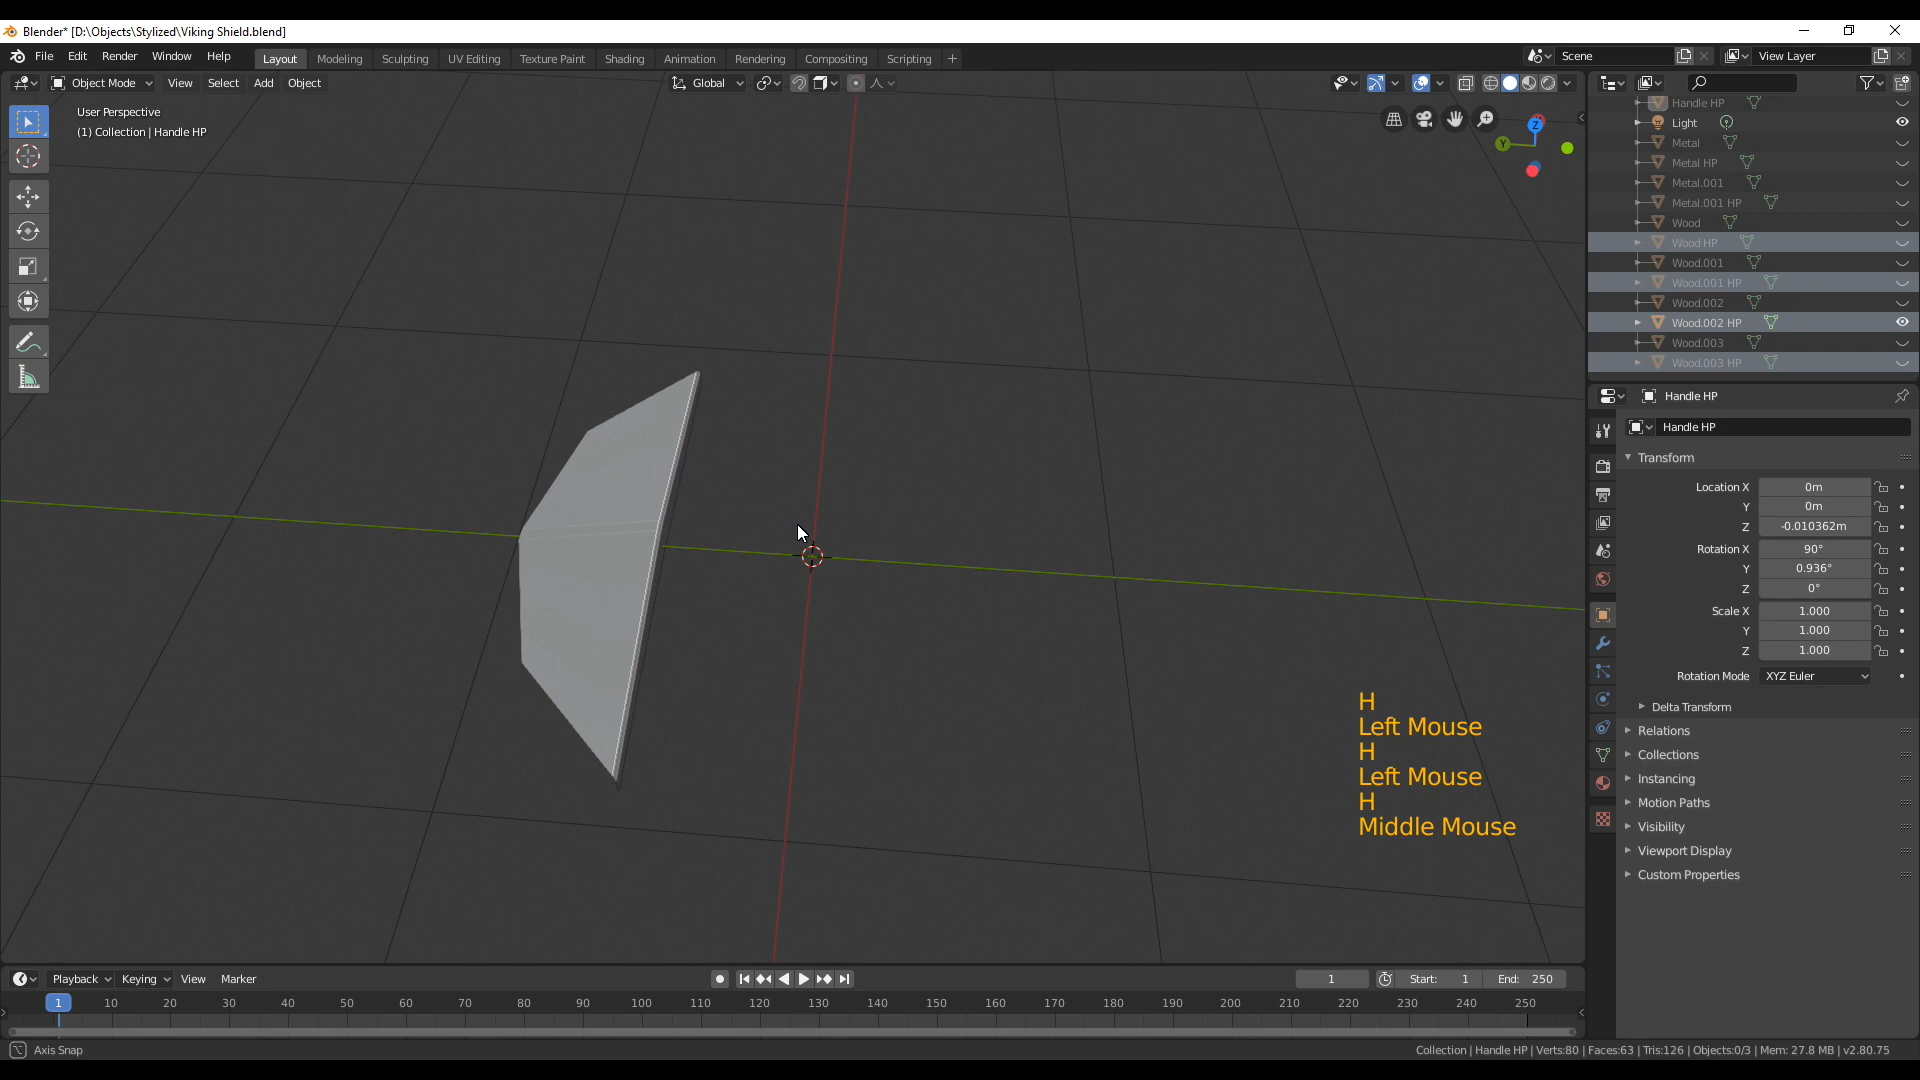 Blender* [D:\Objects\Stylized\Viking Shield.blend]
File Edit Render Window Help Layout Modeling Sculpting UV Editing Texture Paint Shading Animation Rendering Compositing Scripting + Scene View Layer
Object Mode View Select Add Object Global
User Perspective
(1) Collection | Handle HP
Z
Y
Handle HP
Light
Metal
Metal HP
Metal.001
Metal.001 HP
Wood
Wood HP
Wood.001
Wood.001 HP
Wood.002
Wood.002 HP
Wood.003
Wood.003 HP
Handle HP
Handle HP
Transform
Location X 0m
Y 0m
Z -0.010362m
Rotation X 90°
Y 0.936°
Z 0°
Scale X 1.000
Y 1.000
Z 1.000
Rotation Mode XYZ Euler
Delta Transform
Relations
Collections
Instancing
Motion Paths
Visibility
Viewport Display
Custom Properties
H
Left Mouse
H
Left Mouse
H
Middle Mouse
Playback Keying View Marker 1 Start: 1 End: 250
1 10 20 30 40 50 60 70 80 90 100 110 120 130 140 150 160 170 180 190 200 210 220 230 240 250
Axis Snap
Collection | Handle HP | Verts:80 | Faces:63 | Tris:126 | Objects:0/3 | Mem: 27.8 MB | v2.80.75